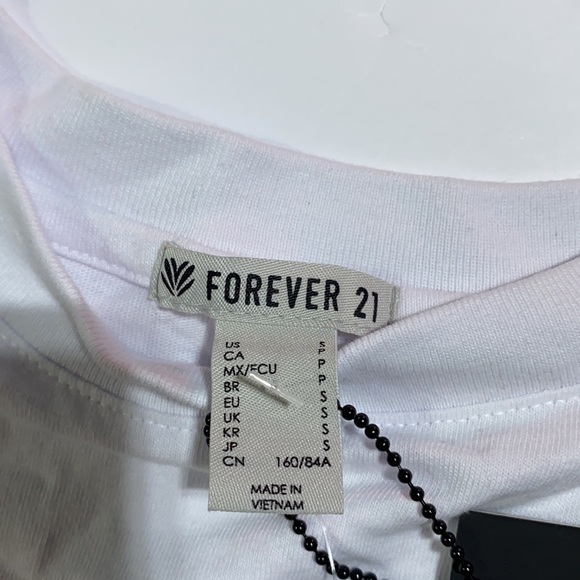 FOREVER 21
US S
CA P
MX/ECU P
BR P
EU S
UK S
KR S
JP S
CN 160/84A
MADE IN
VIETNAM